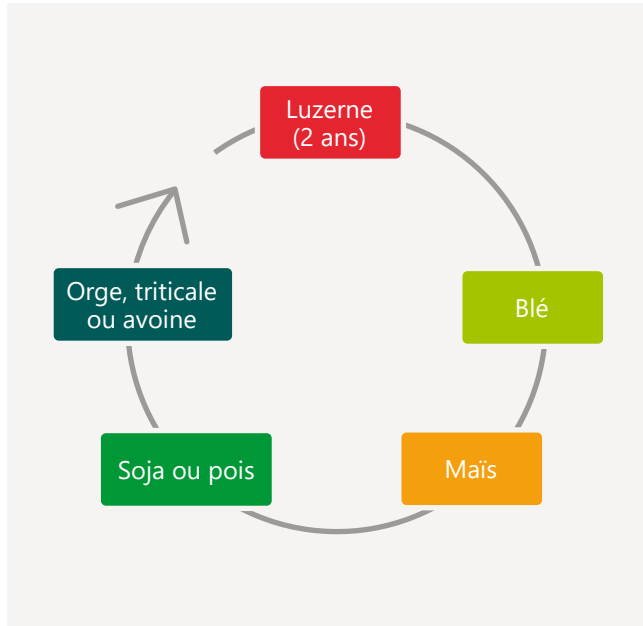 Luzerne
(2 ans)
Blé
Maïs
Soja ou pois
Orge, triticale
ou avoine